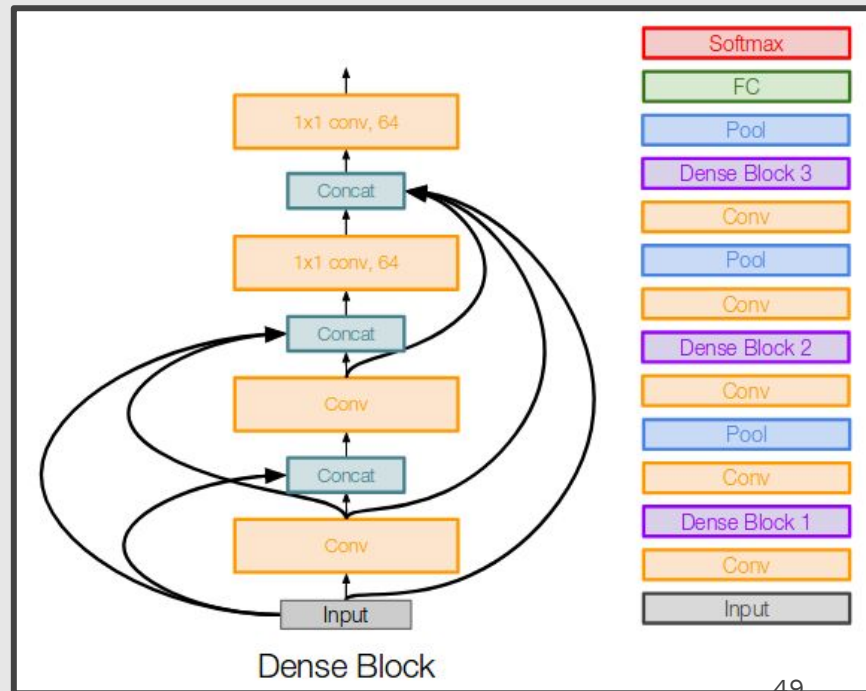 1x1 conv, 64
Concat
1x1 conv, 64
Concat
Conv
Concat
Conv
Input
Dense Block
Softmax
FC
Pool
Dense Block 3
Conv
Pool
Conv
Dense Block 2
Conv
Pool
Conv
Dense Block 1
Conv
Input
49